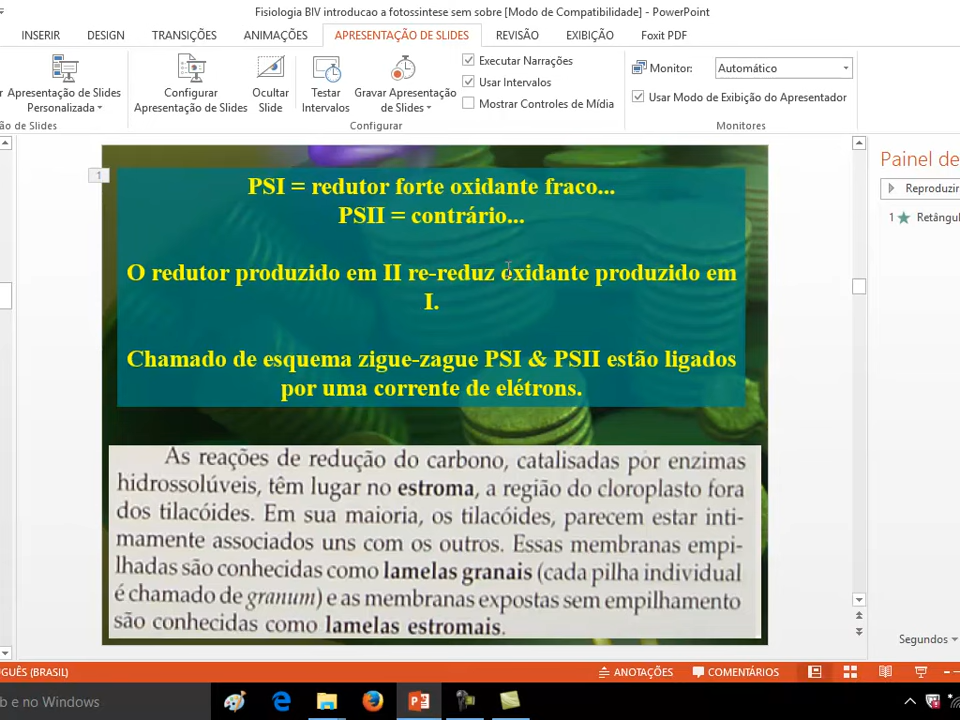 Fisiologia BIV introducao a fotossintese sem sobre [Modo de Compatibilidade] - PowerPoint
INSERIR DESIGN TRANSIÇÕES ANIMAÇÕES APRESENTAÇÃO DE SLIDES REVISÃO EXIBIÇÃO Foxit PDF
Apresentação de Slides
Personalizada
Configurar
Apresentação de Slides
Ocultar
Slide
Testar
Intervalos
Gravar Apresentação
de Slides
Executar Narrações
Usar Intervalos
Mostrar Controles de Mídia
Monitor: Automático
Usar Modo de Exibição do Apresentador
ão de Slides
Configurar
Monitores
1
PSI = redutor forte oxidante fraco...
PSII = contrário...
O redutor produzido em II re-reduz oxidante produzido em
I.
Chamado de esquema zigue-zague PSI & PSII estão ligados
por uma corrente de elétrons.
As reações de redução do carbono, catalisadas por enzimas
hidrossolúveis, têm lugar no estroma, a região do cloroplasto fora
dos tilacóides. Em sua maioria, os tilacóides, parecem estar inti-
mamente associados uns com os outros. Essas membranas empi-
lhadas são conhecidas como lamelas granais (cada pilha individual
é chamado de granum) e as membranas expostas sem empilhamento
são conhecidas como lamelas estromais.
Painel de
Reproduzir
1 Retângul
Segundos
GUÊS (BRASIL)
ANOTAÇÕES COMENTÁRIOS
b e no Windows